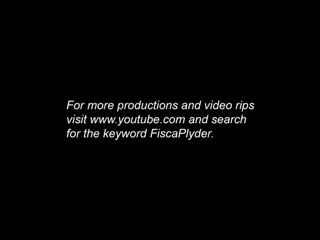 For more productions and video rips
visit www.youtube.com and search
for the keyword FiscaPlyder.